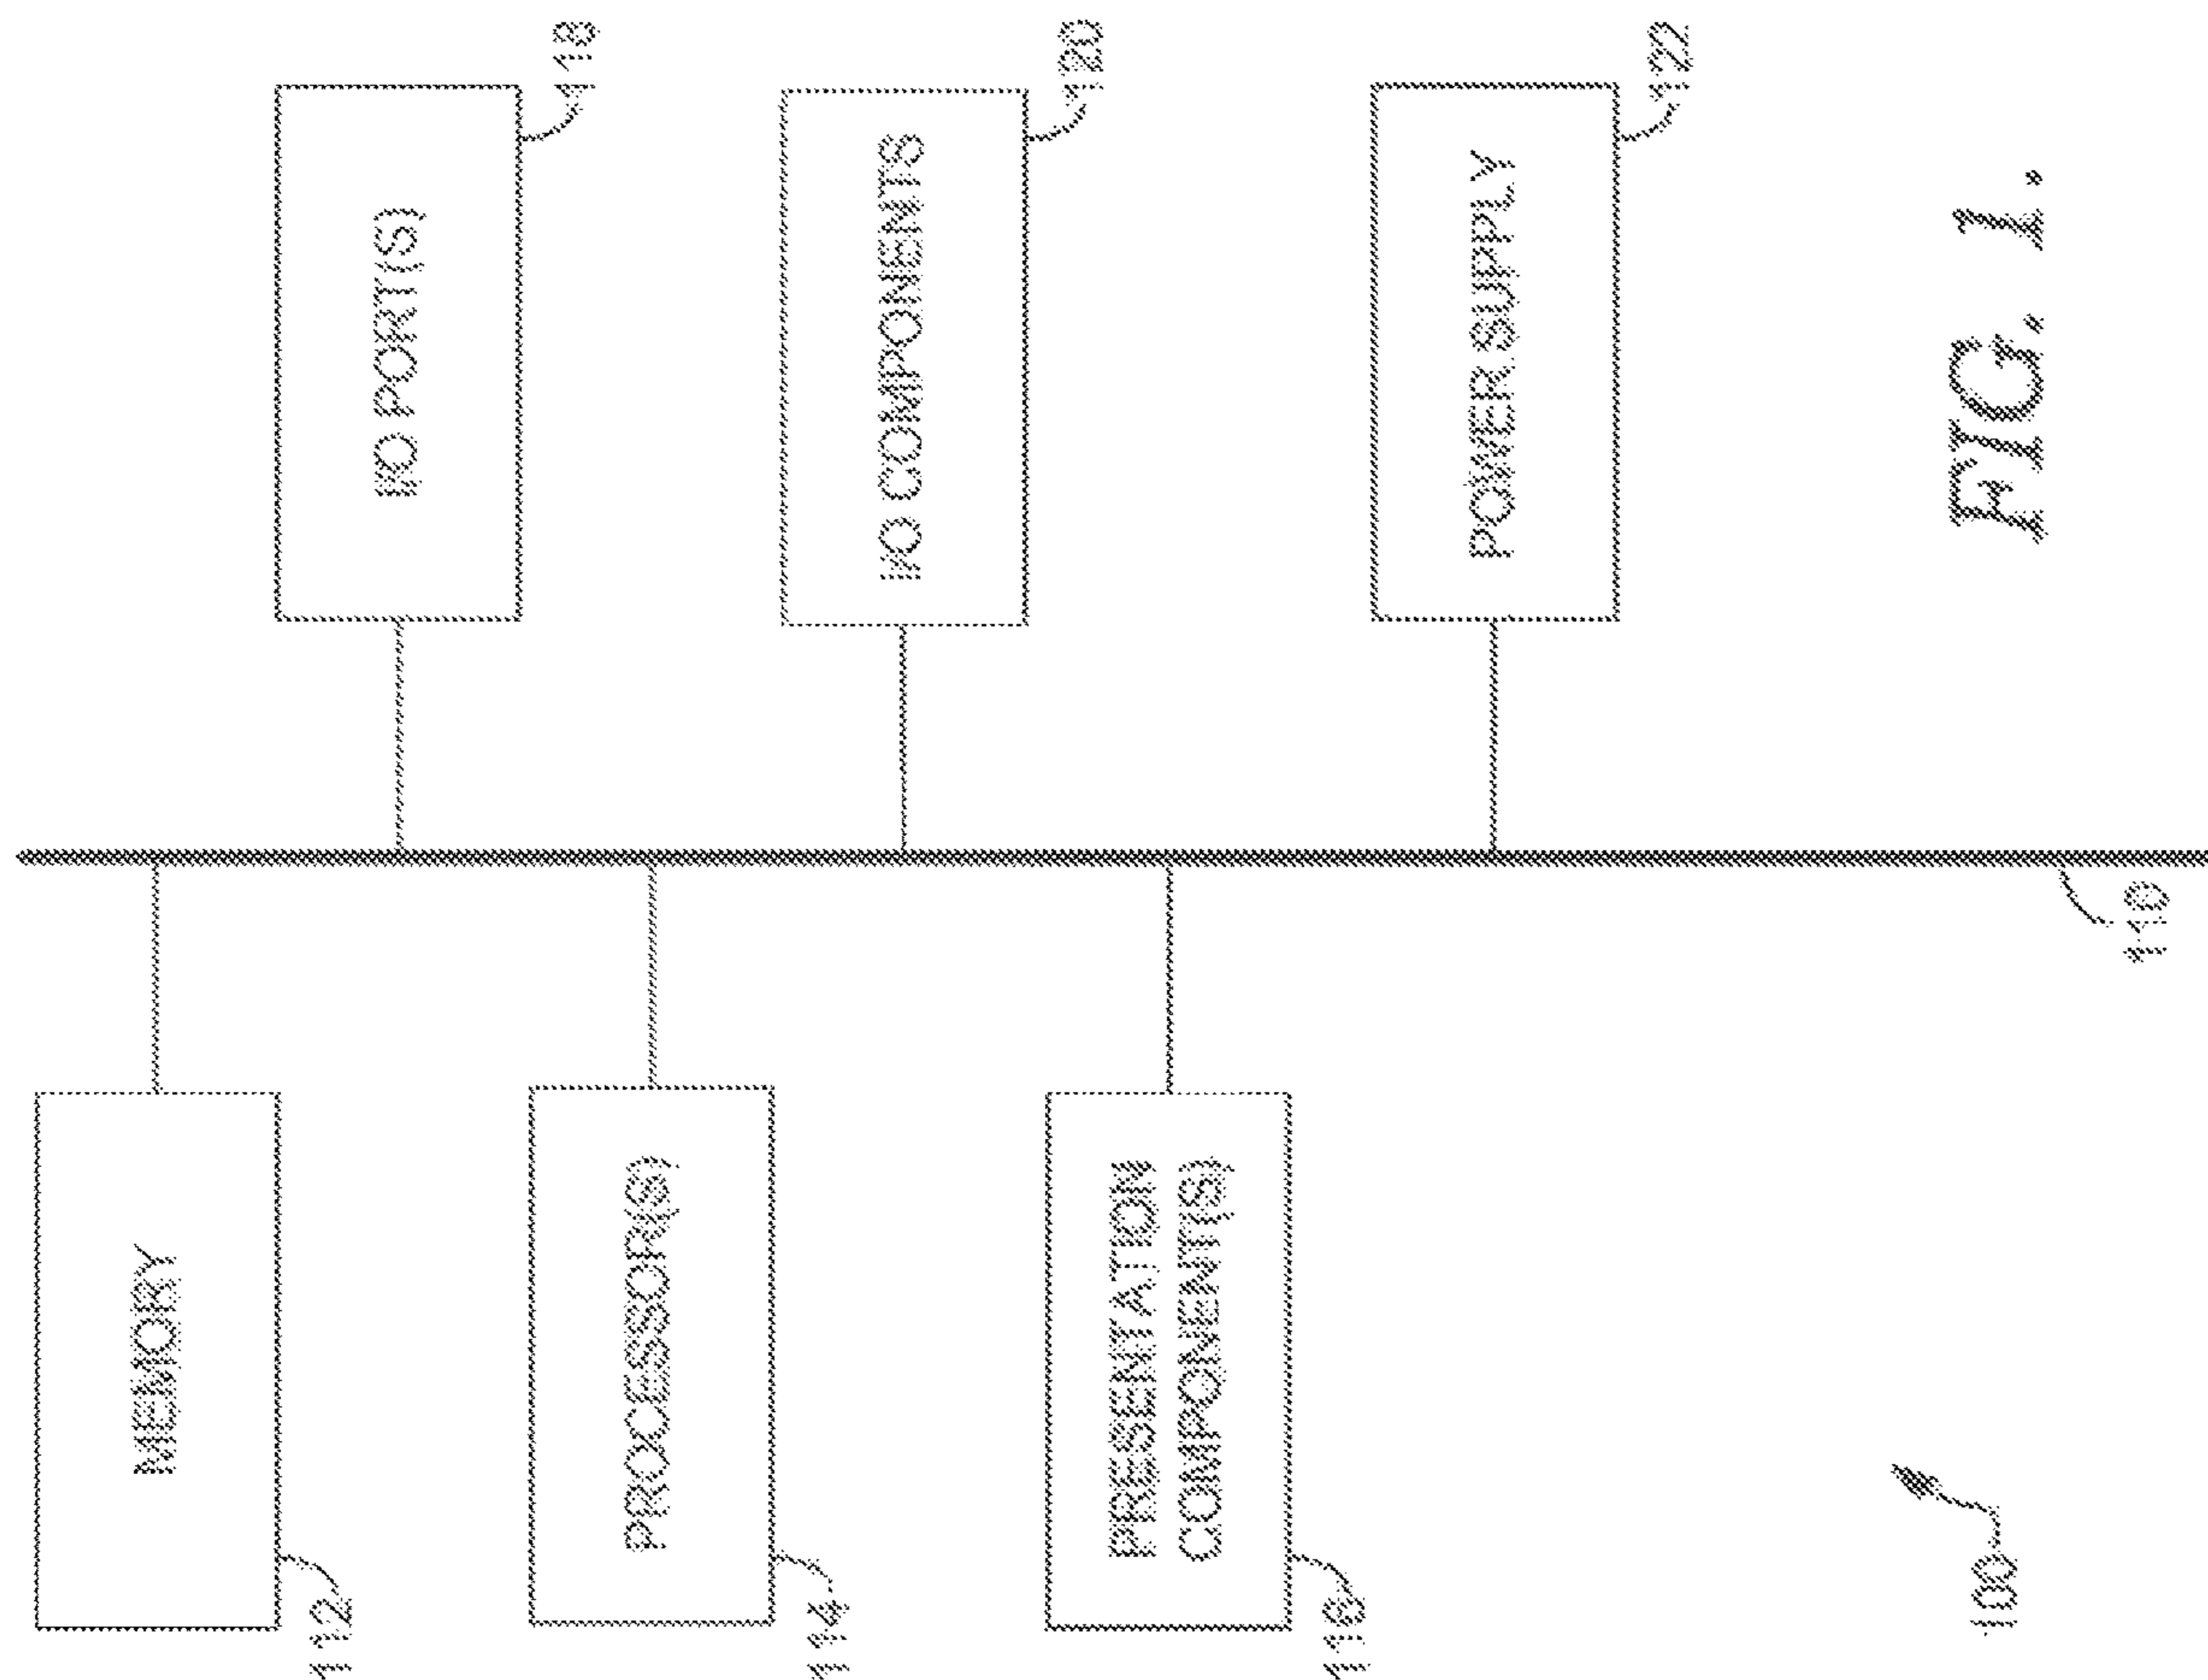 MEMORY
112
I/O PORT(S)
118
PROCESSOR(S)
114
I/O COMPONENTS
120
PRESENTATION
COMPONENT(S)
116
POWER SUPPLY
122
110
100
FIG. 1.